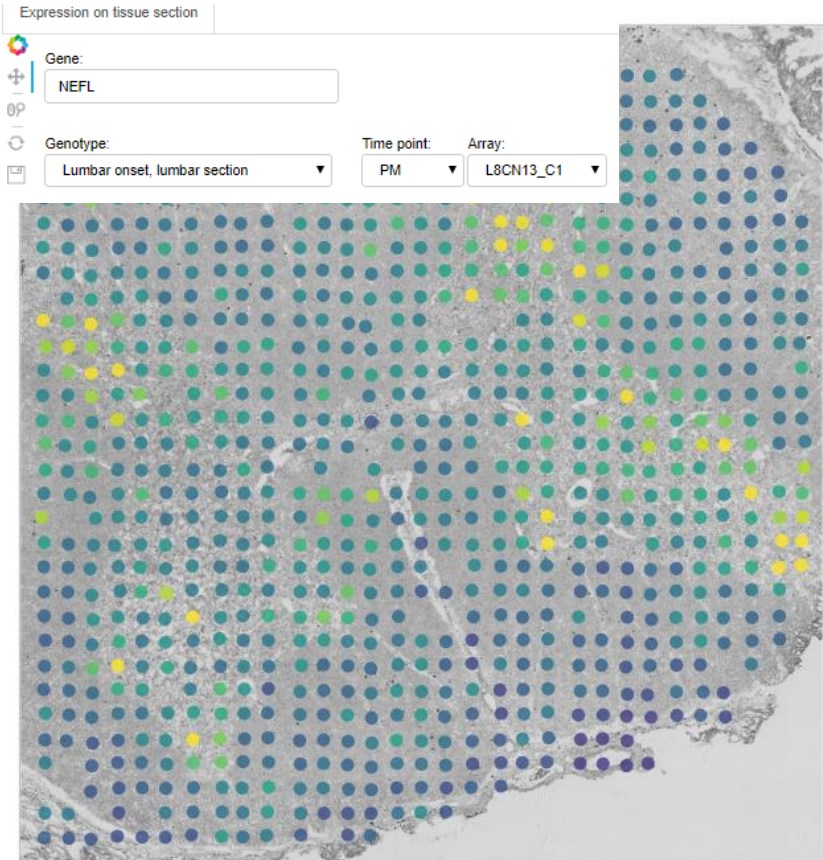 Expression on tissue section
Gene:
NEFL
Genotype:
Time point:
Array:
Lumbar onset, lumbar section
PM
L8CN13_C1